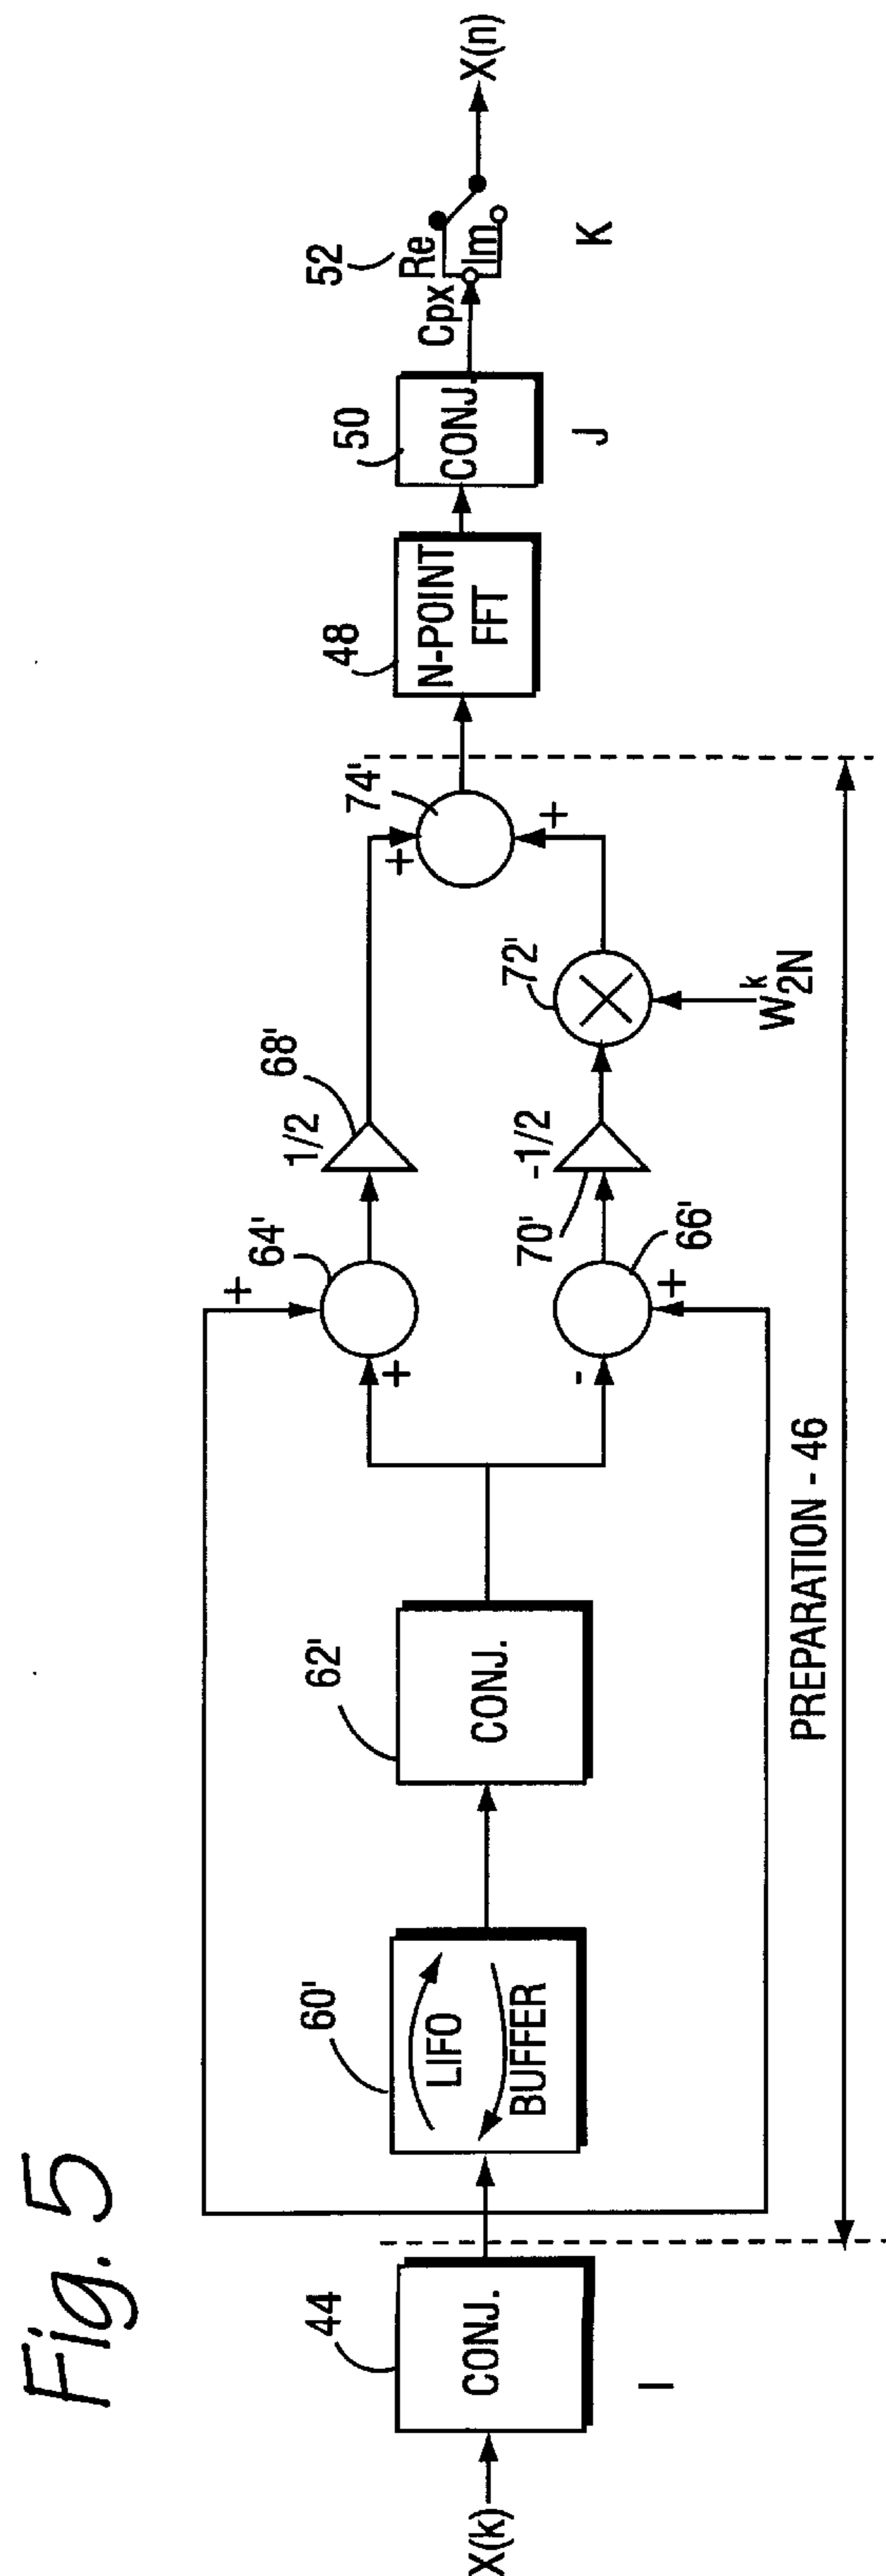 Fig. 5
X(k)
44
CONJ.
I
60'
LIFO
BUFFER
62'
CONJ.
+
64'
+
1/2
68'
-
66'
+
70'
-1/2
72'
W^k_2N
74'
+
+
PREPARATION - 46
48
N-POINT
FFT
50
CONJ.
J
52
Cpx
Re
Im
K
X(n)